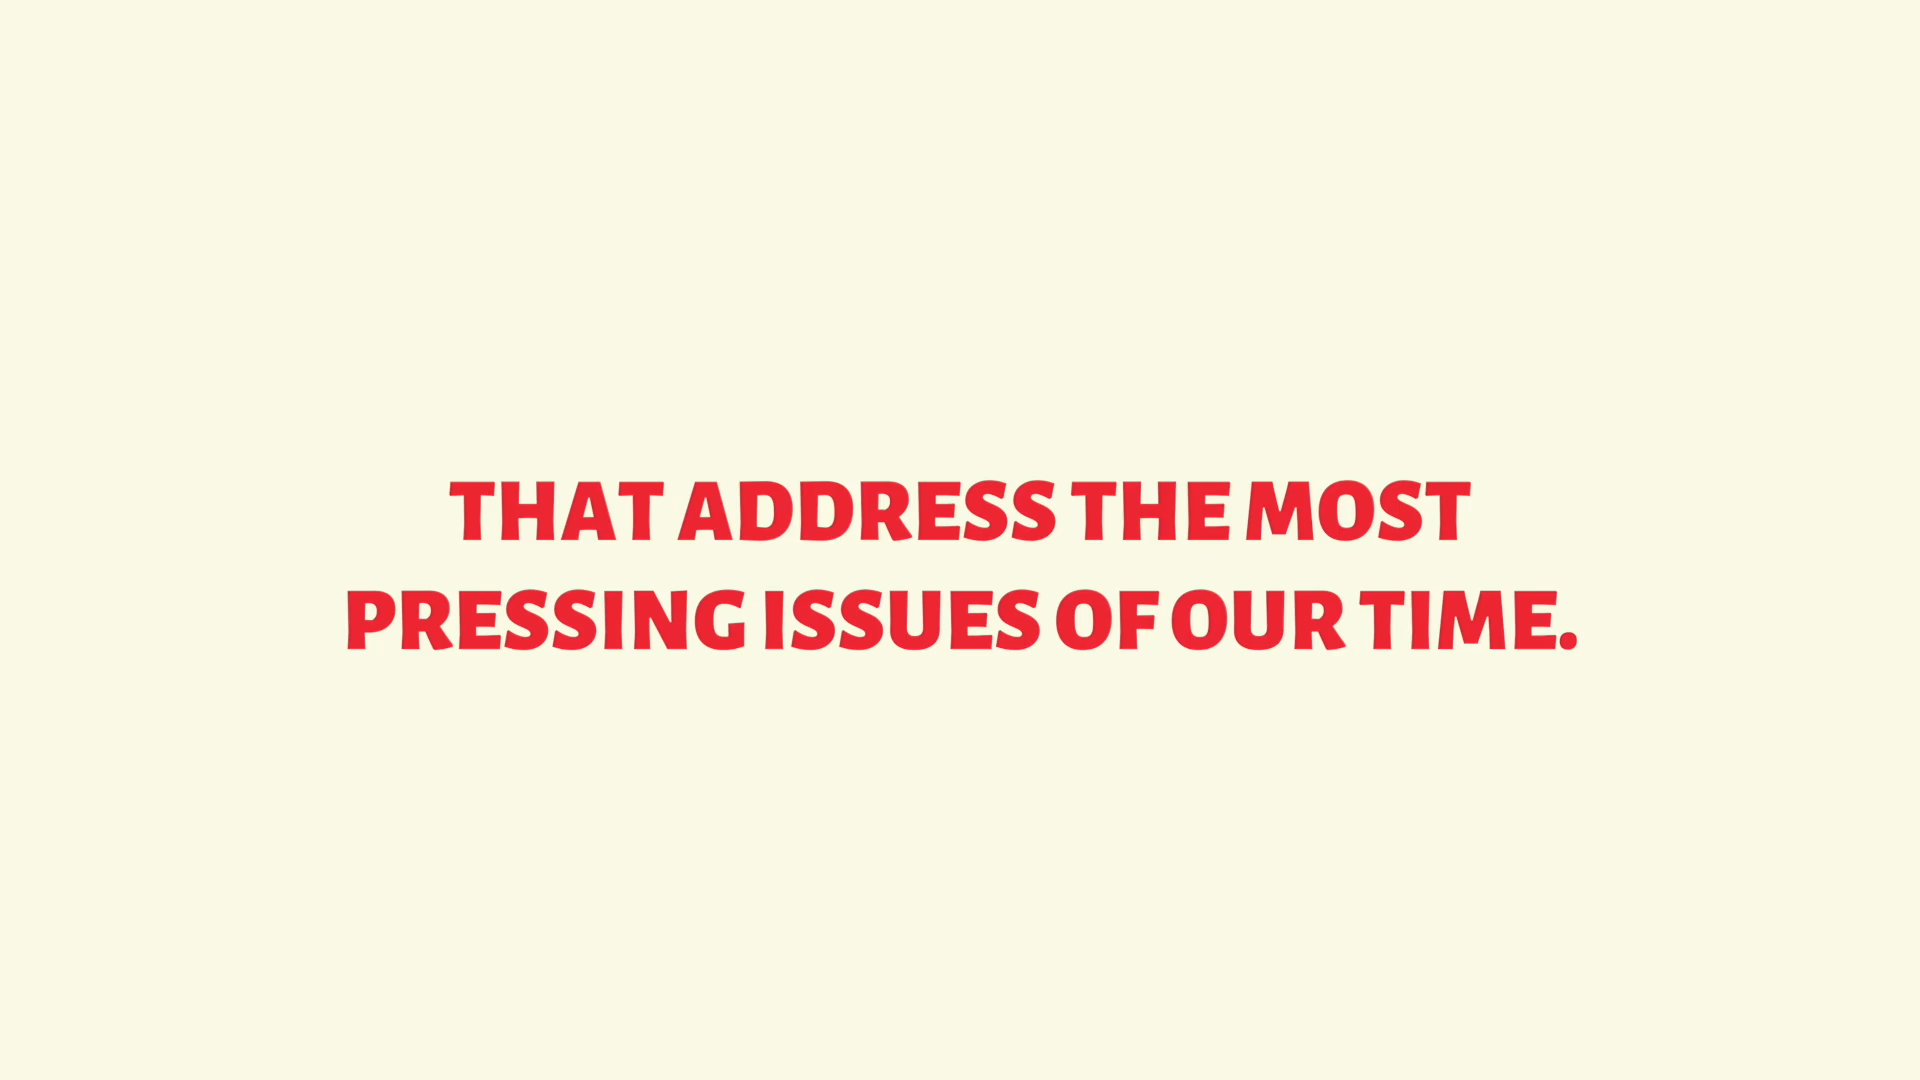 THAT ADDRESS THE MOST
PRESSING ISSUES OF OUR TIME.